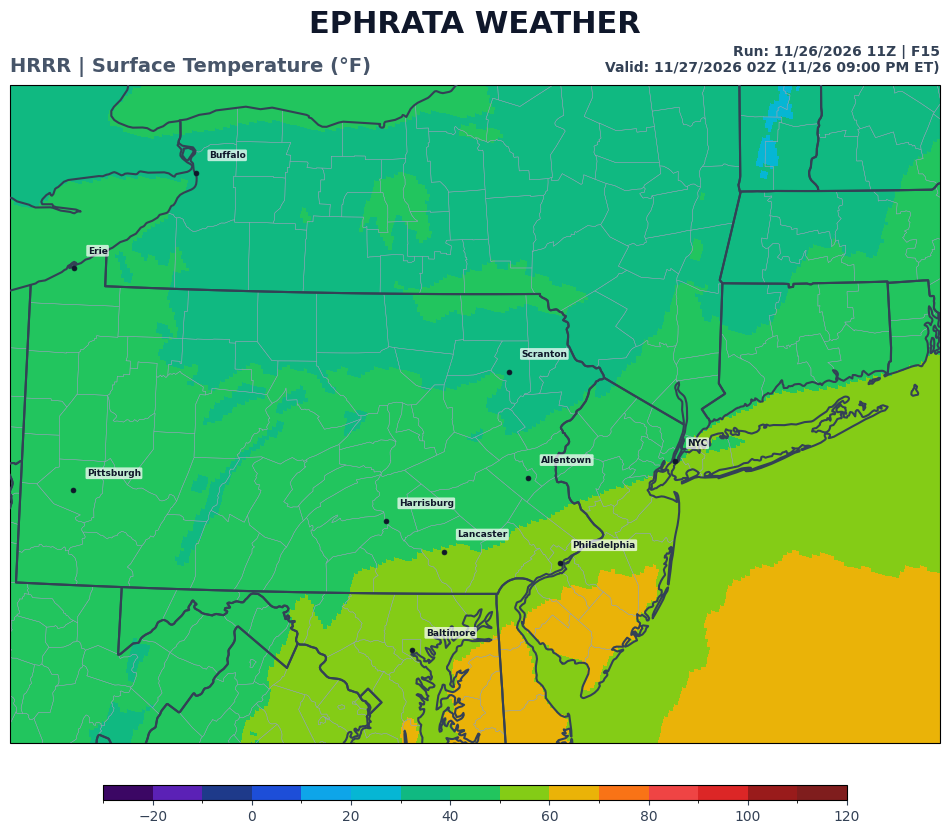 EPHRATA WEATHER
HRRR | Surface Temperature (°F)
Run: 11/26/2026 11Z | F15
Valid: 11/27/2026 02Z (11/26 09:00 PM ET)
Buffalo
Erie
Scranton
NYC
Allentown
Pittsburgh
Harrisburg
Lancaster
Philadelphia
Baltimore
−20 0 20 40 60 80 100 120